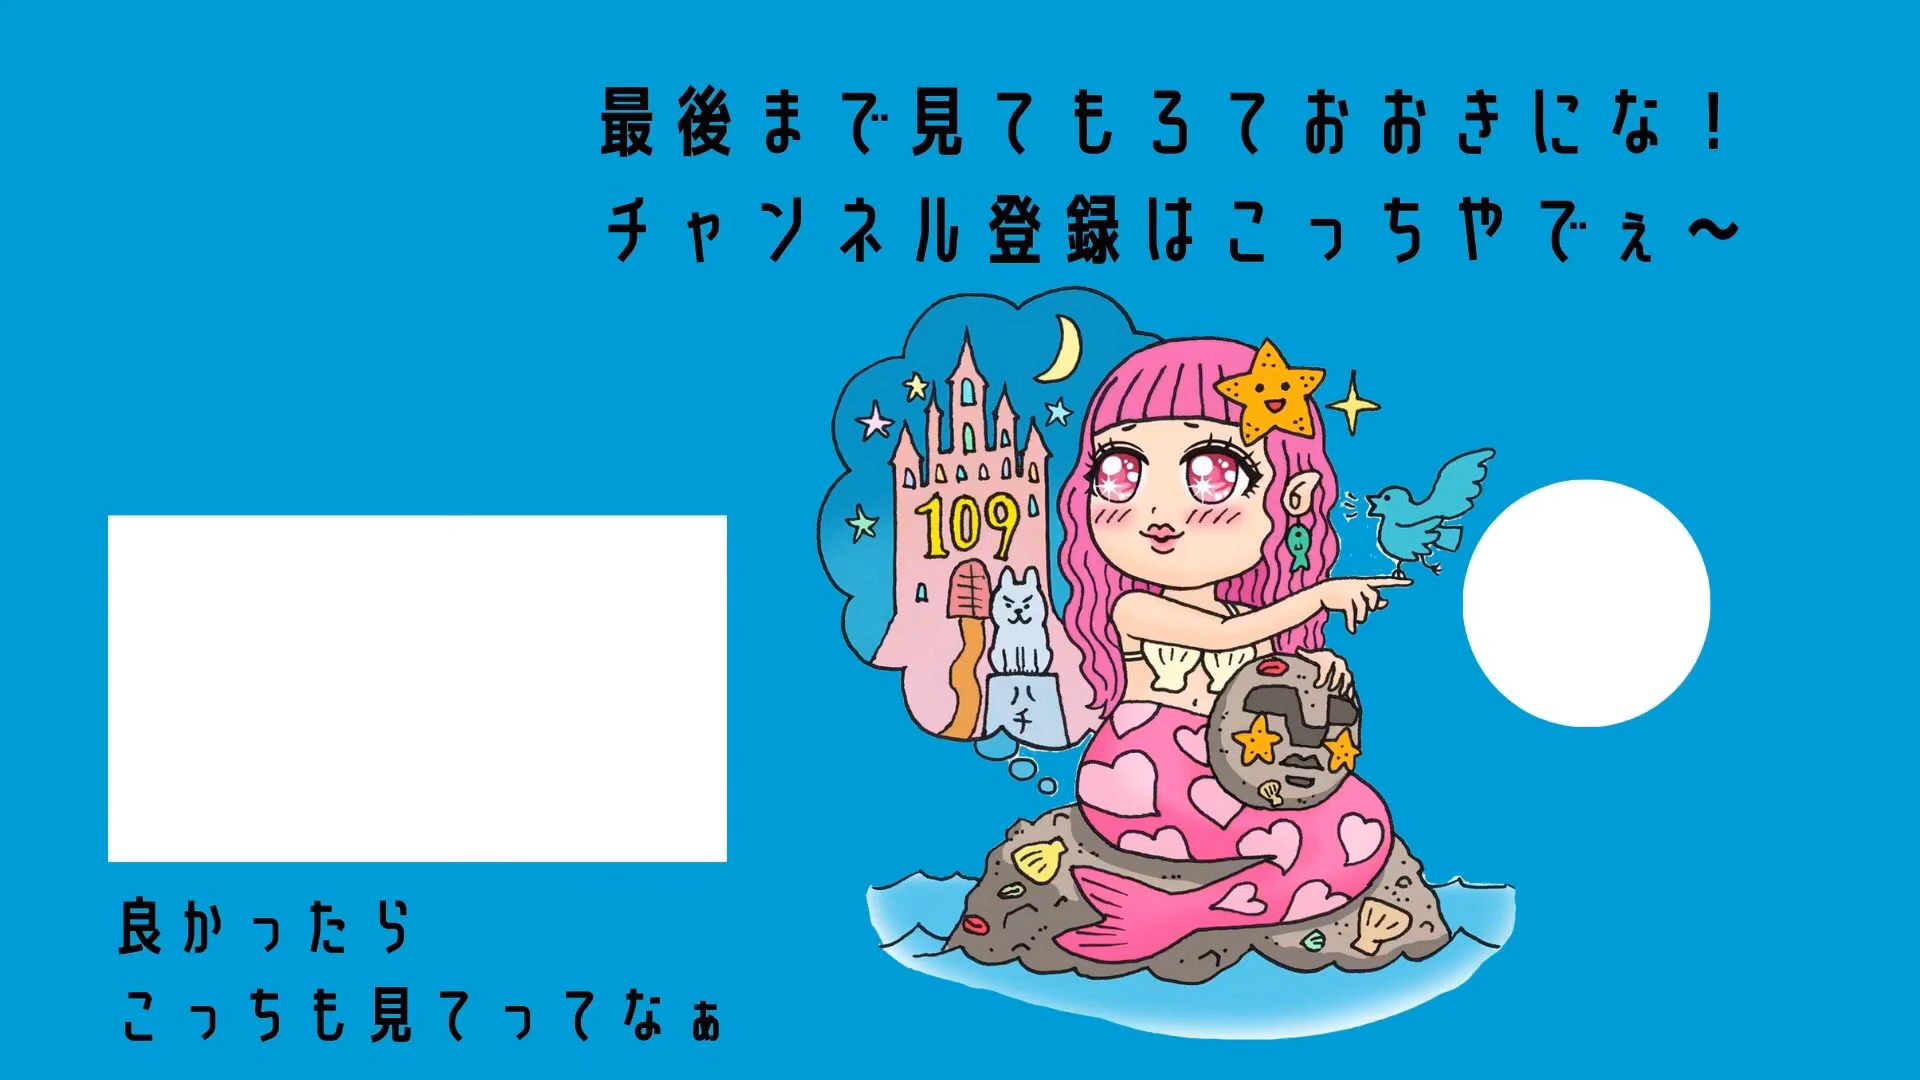 最後まで見てもろておおきにな！
チャンネル登録はこっちやでぇ～
109
ハチ
良かったら
こっちも見てってなぁ